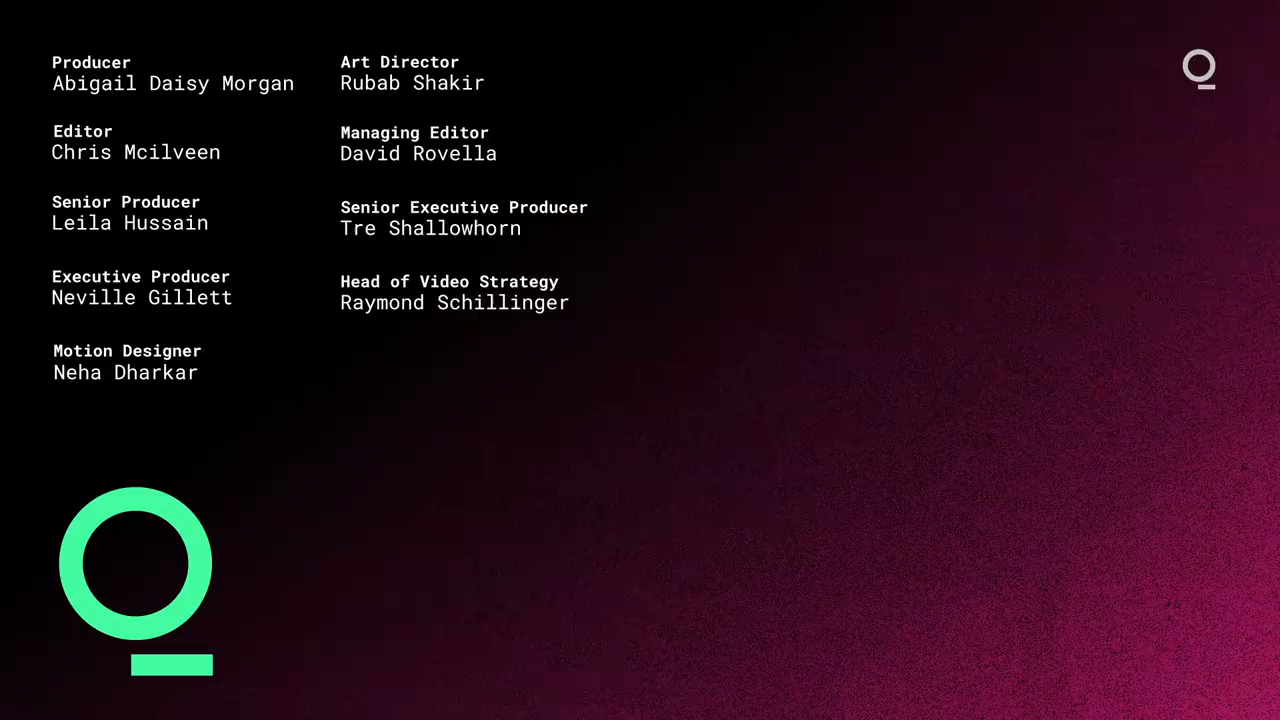 Producer
Abigail Daisy Morgan
Editor
Chris Mcilveen
Senior Producer
Leila Hussain
Executive Producer
Neville Gillett
Motion Designer
Neha Dharkar
Art Director
Rubab Shakir
Managing Editor
David Rovella
Senior Executive Producer
Tre Shallowhorn
Head of Video Strategy
Raymond Schillinger